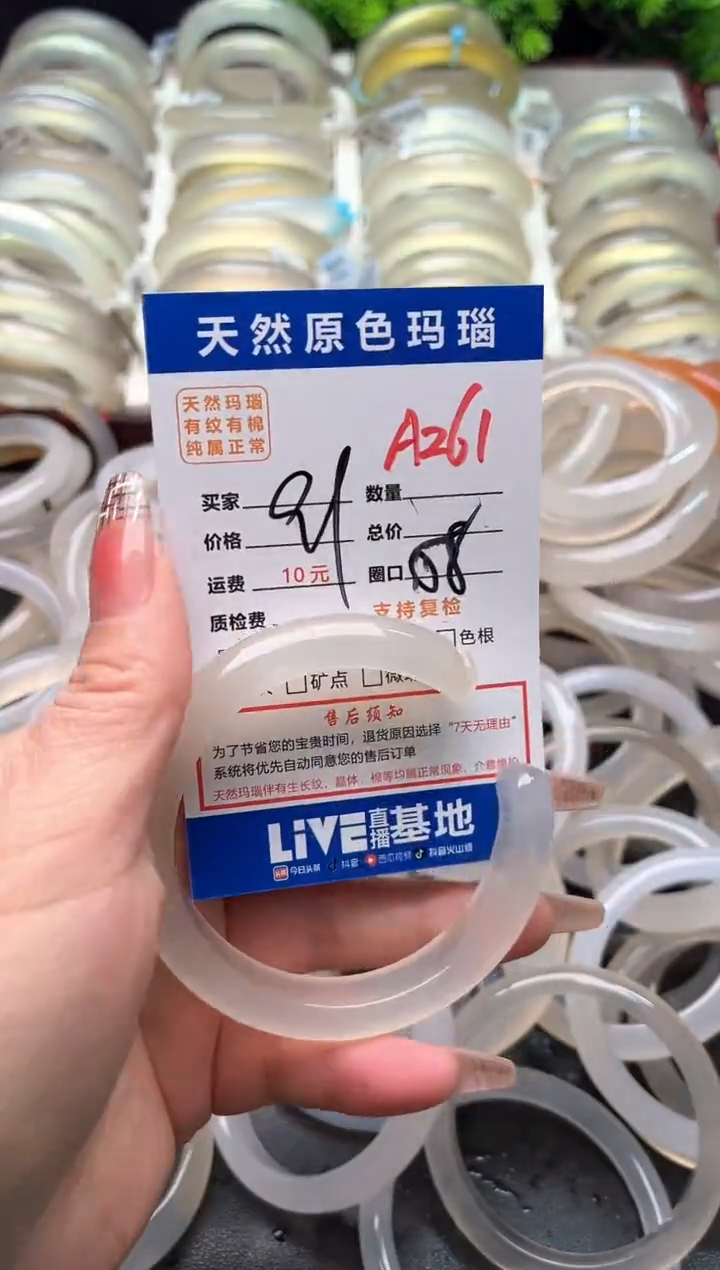 天然原色玛瑙
天然玛瑙
有纹有棉
纯属正常
A261
买家
数量
价格
91
总价
运费 10元
圈口 58
质检费
支持复检
色根
矿点
售后须知
为了节省您的宝贵时间，退货原因选择“7天无理由”
系统将优先自动同意您的售后订单
天然玛瑙伴有生长纹，晶体，棉等均属正常现象，介意慎拍
LiVE直播基地
今日头条 抖音 西瓜视频 抖音火山版